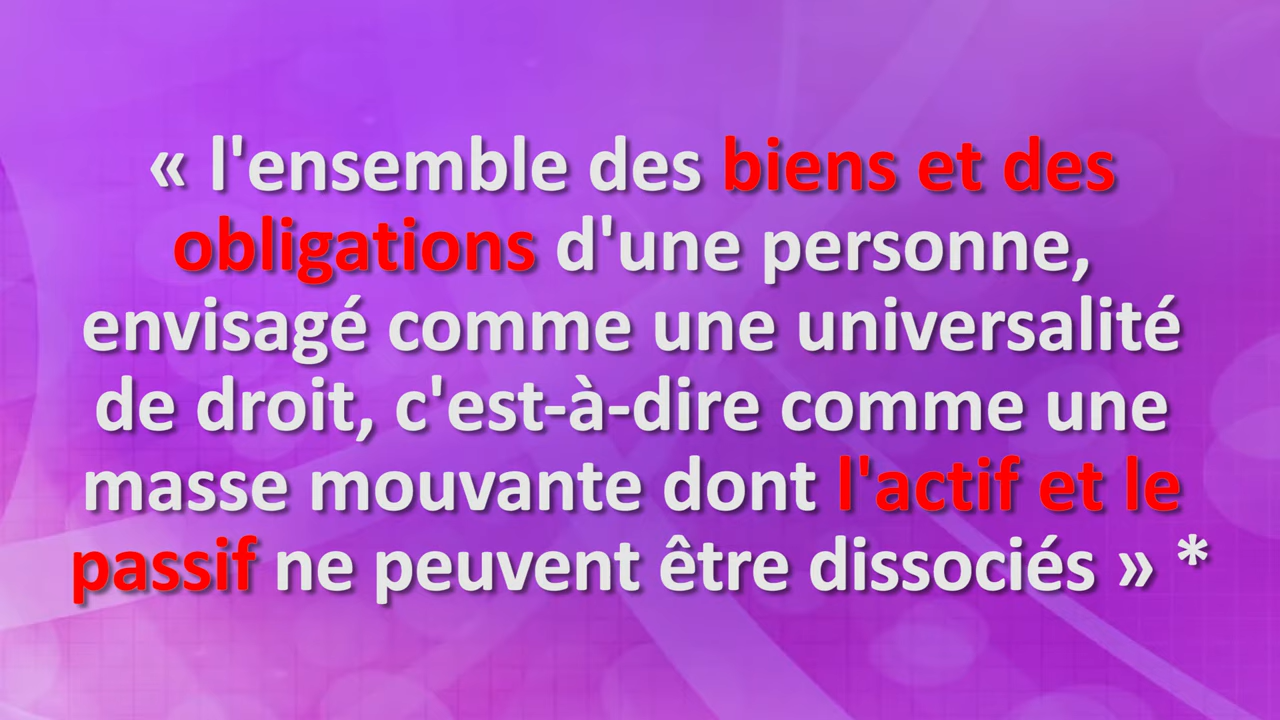 « l'ensemble des biens et des
obligations d'une personne,
envisagé comme une universalité
de droit, c'est-à-dire comme une
masse mouvante dont l'actif et le
passif ne peuvent être dissociés » *